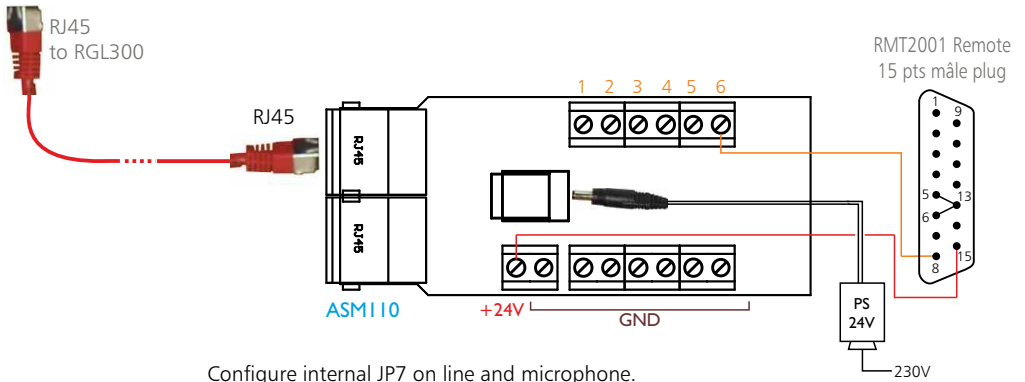 RJ45
to RGL300
RMT2001 Remote
15 pts mâle plug
RJ45
1 2 3 4 5 6
1
9
RJ45
5
13
6
RJ45
8
15
ASM110
+24V
GND
PS
24V
230V
Configure internal JP7 on line and microphone.